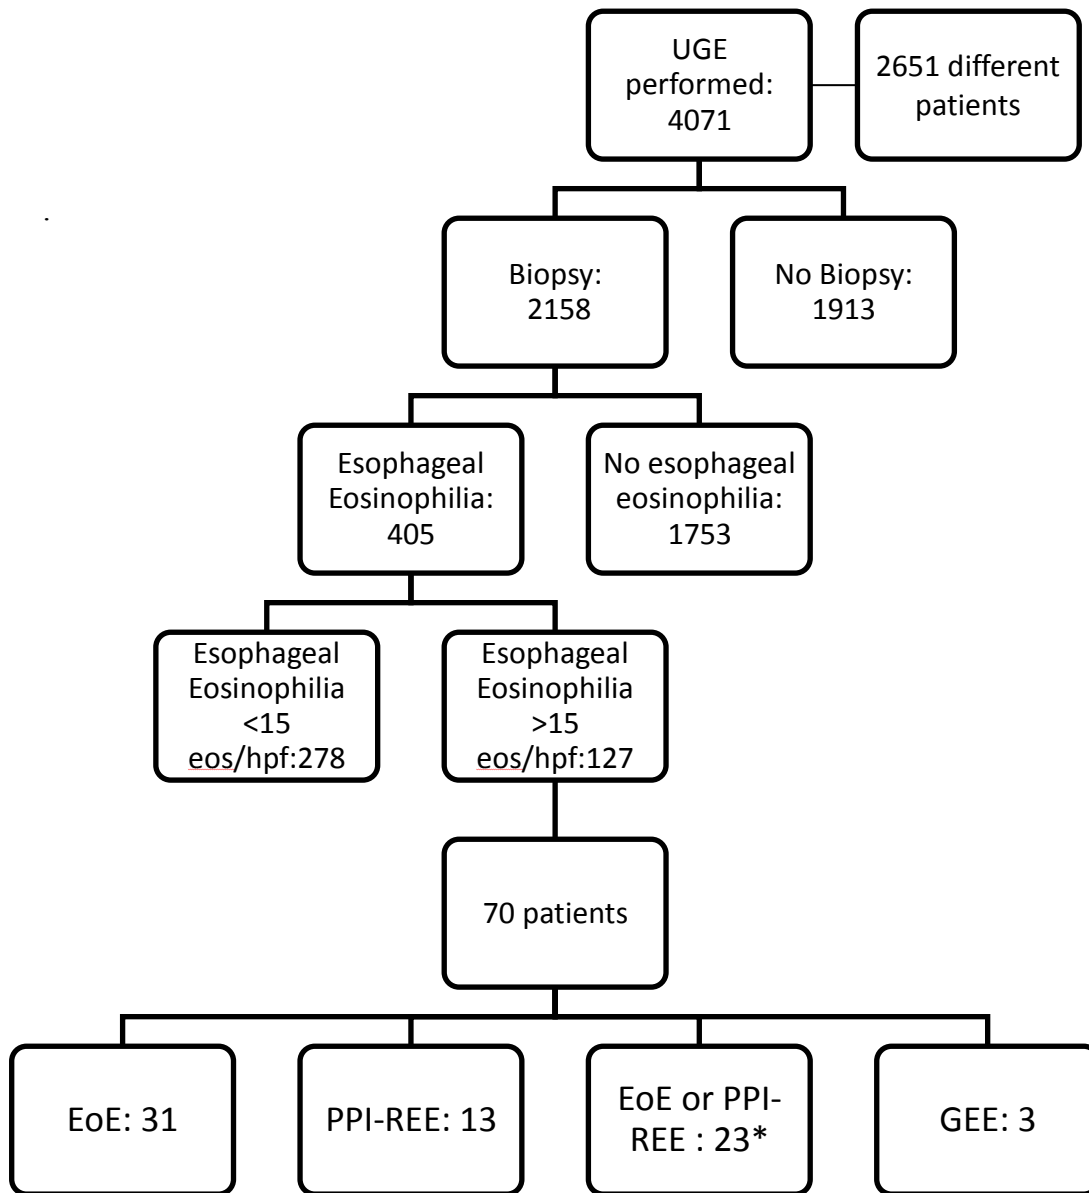 UGE
performed:
4071
2651 different
patients
Biopsy:
2158
No Biopsy:
1913
Esophageal
Eosinophilia:
405
No esophageal
eosinophilia:
1753
Esophageal
Eosinophilia
<15
eos/hpf:278
Esophageal
Eosinophilia
>15
eos/hpf:127
70 patients
EoE: 31
PPI-REE: 13
EoE or PPI-
REE : 23*
GEE: 3